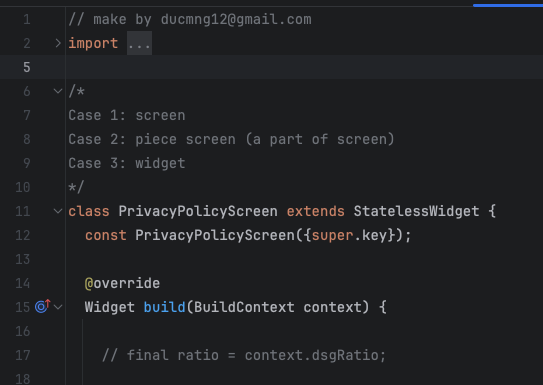 1 // make by ducmng12@gmail.com
2 import ...
5
6 /*
7 Case 1: screen
8 Case 2: piece screen (a part of screen)
9 Case 3: widget
10 */
11 class PrivacyPolicyScreen extends StatelessWidget {
12 const PrivacyPolicyScreen({super.key});
13
14 @override
15 Widget build(BuildContext context) {
16
17 // final ratio = context.dsgRatio;
18